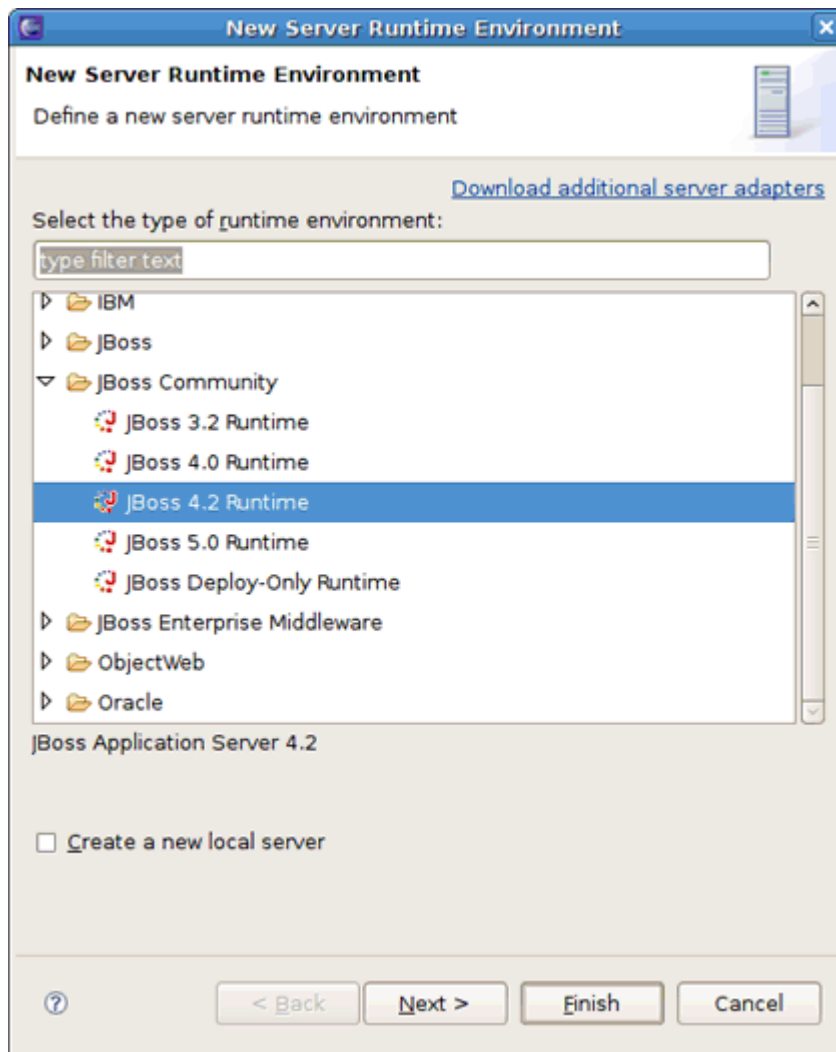 New Server Runtime Environment
New Server Runtime Environment
Define a new server runtime environment
Download additional server adapters
Select the type of runtime environment:
type filter text
IBM
JBoss
JBoss Community
JBoss 3.2 Runtime
JBoss 4.0 Runtime
JBoss 4.2 Runtime
JBoss 5.0 Runtime
JBoss Deploy-Only Runtime
JBoss Enterprise Middleware
ObjectWeb
Oracle
JBoss Application Server 4.2
Create a new local server
< Back Next > Finish Cancel